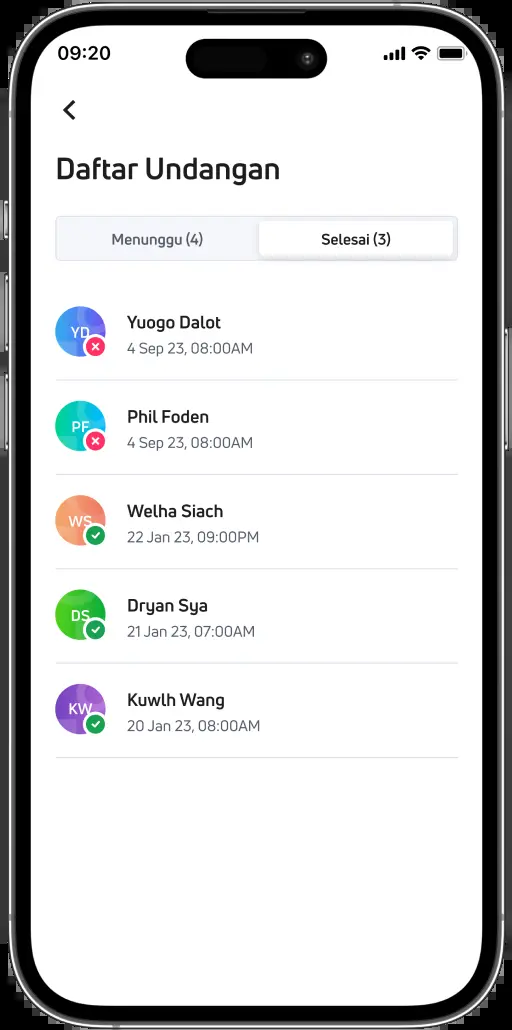 09:20
Daftar Undangan
Menunggu (4)
Selesai (3)
YD
Yuogo Dalot
4 Sep 23, 08:00AM
PF
Phil Foden
4 Sep 23, 08:00AM
WS
Welha Siach
22 Jan 23, 09:00PM
DS
Dryan Sya
21 Jan 23, 07:00AM
KW
Kuwlh Wang
20 Jan 23, 08:00AM